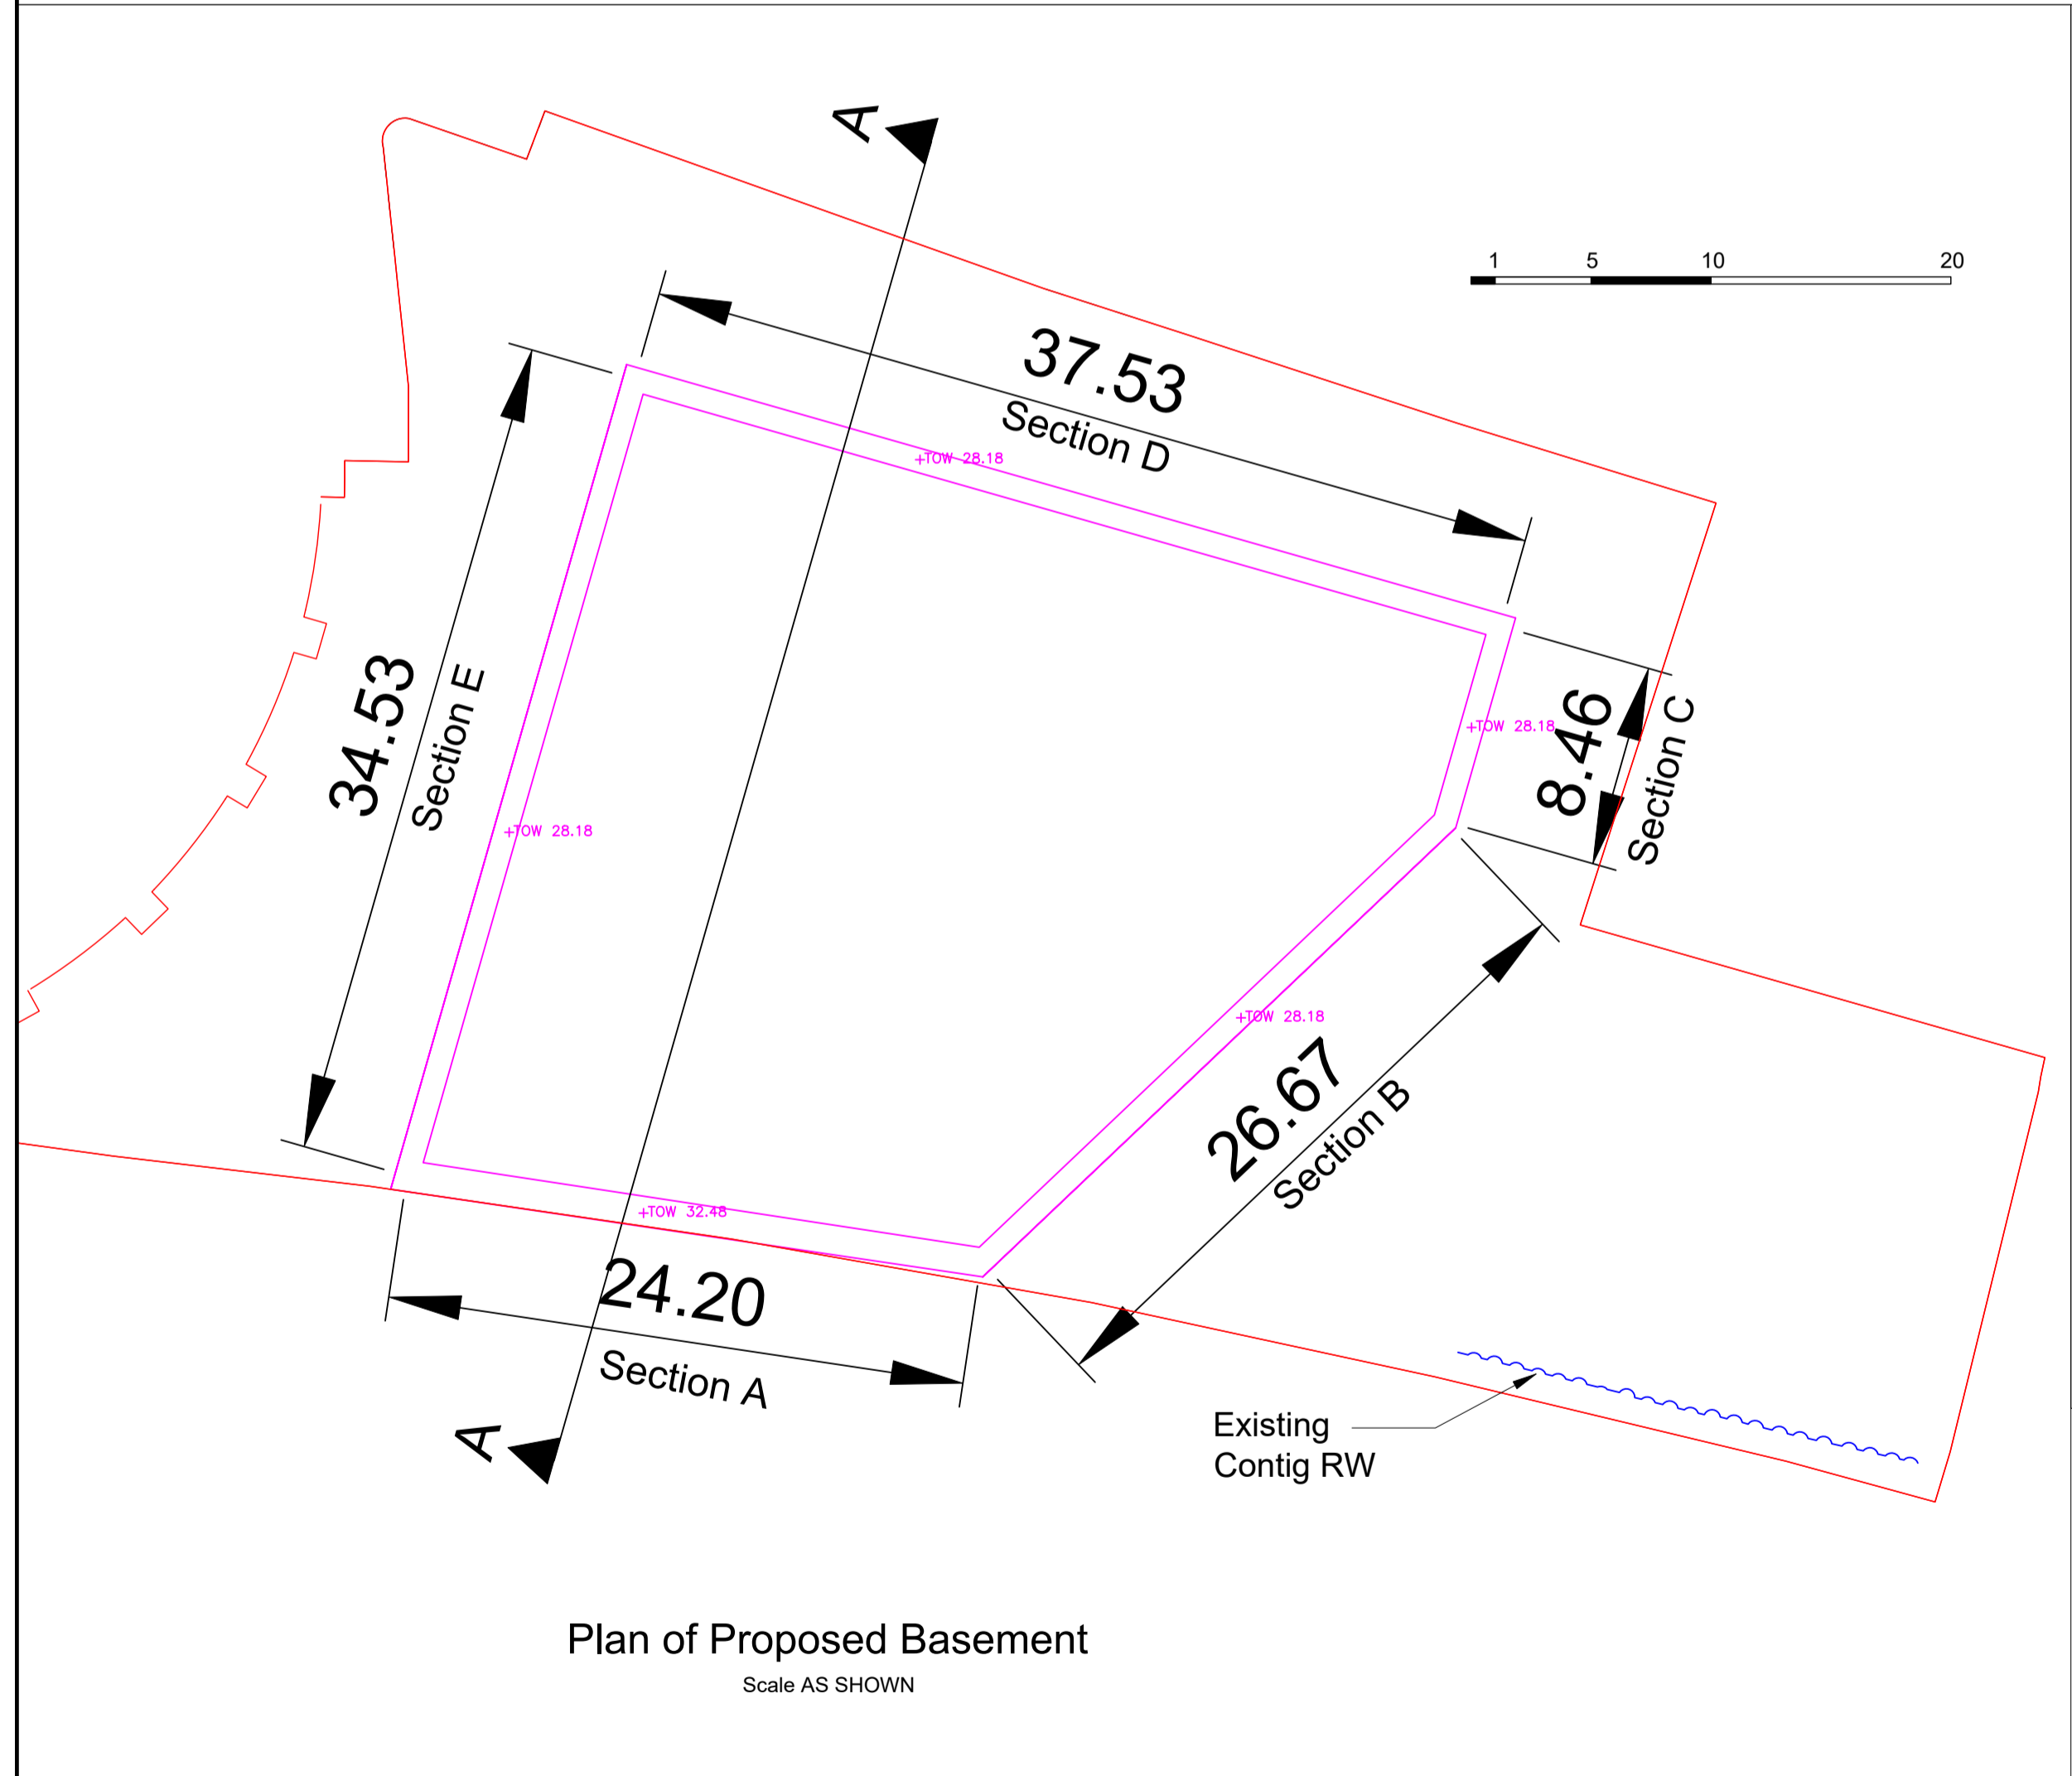 A
1 5 10 20
37.53
Section D
+TOW 28.18
34.53
Section E
+TOW 28.18
+TOW 28.18
8.46
Section C
+TOW 28.18
26.67
Section B
+TOW 32.48
24.20
Section A
A
Existing
Contig RW
Plan of Proposed Basement
Scale AS SHOWN